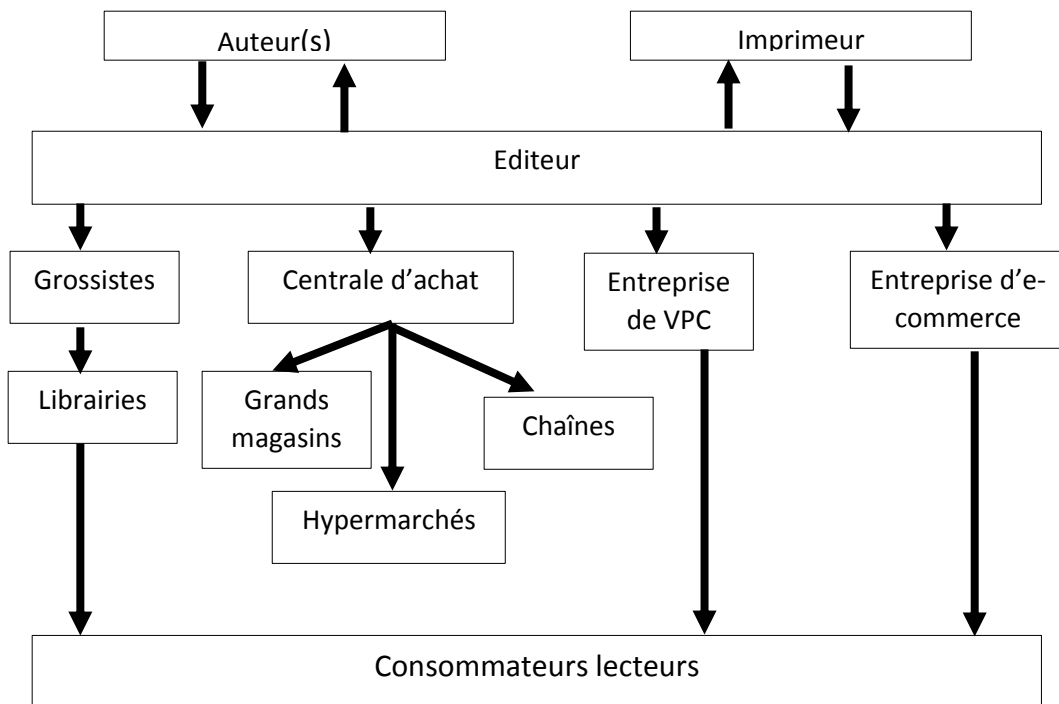 Auteur(s)
Imprimeur
Editeur
Grossistes
Centrale d’achat
Entreprise
de VPC
Entreprise d’e-
commerce
Librairies
Grands
magasins
Chaînes
Hypermarchés
Consommateurs lecteurs